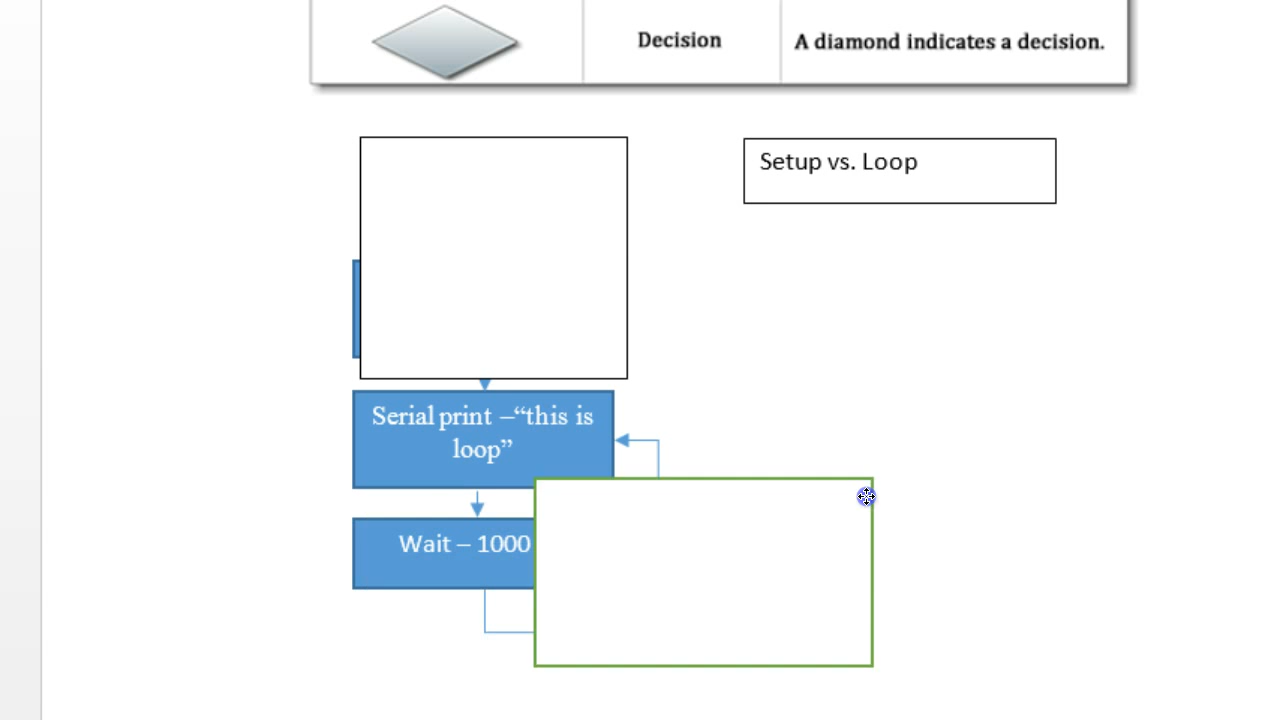 Decision
A diamond indicates a decision.
Setup vs. Loop
Serial print –“this is
loop”
Wait – 1000